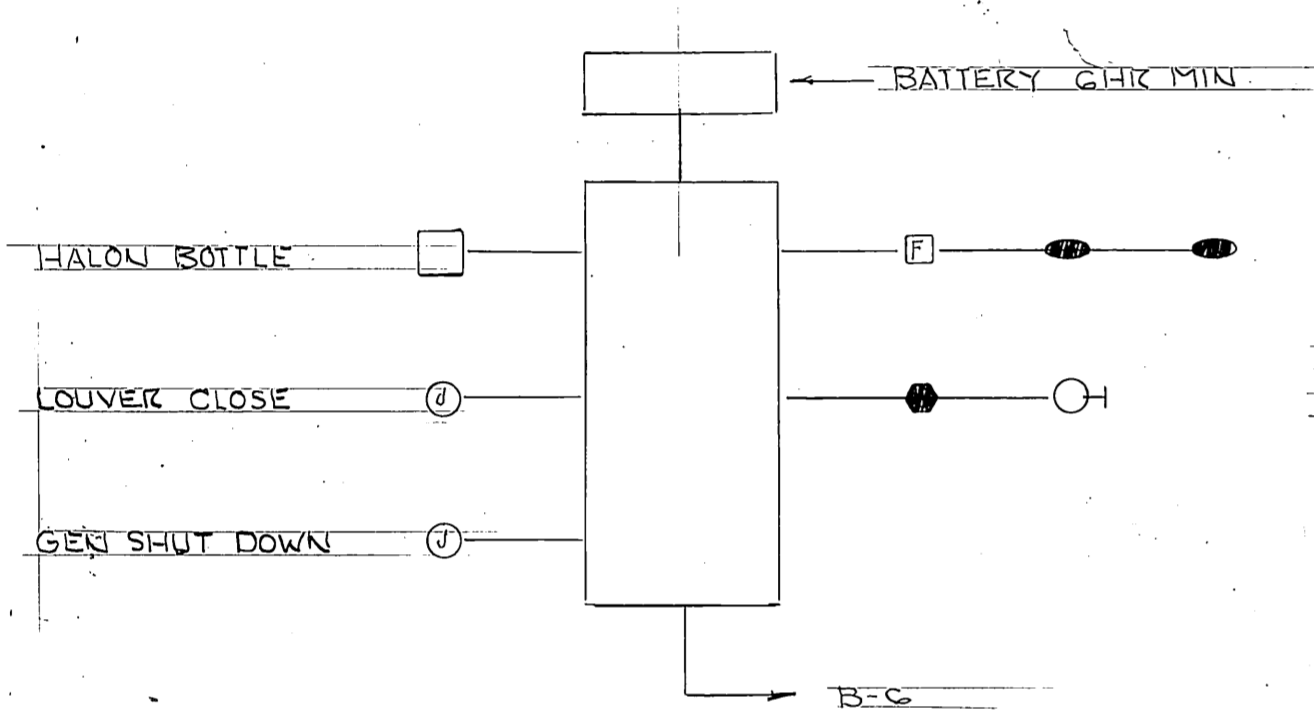 BATTERY 6HR MIN.
HALON BOTTLE
F
LOUVER CLOSE J
GEN SHUT DOWN J
B-6